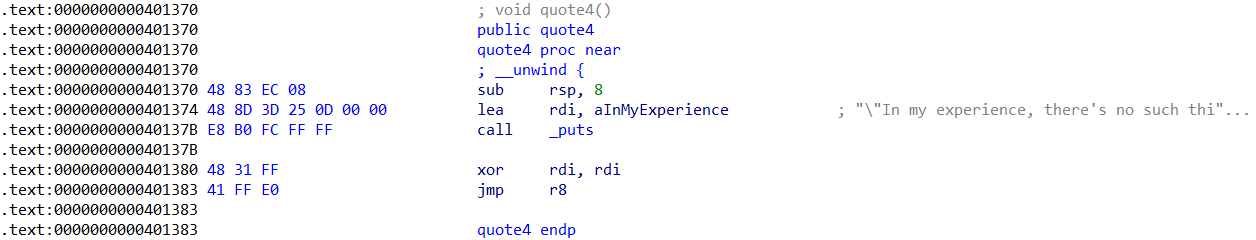 .text:0000000000401370 ; void quote4()
.text:0000000000401370 public quote4
.text:0000000000401370 quote4 proc near
.text:0000000000401370 ; __unwind {
.text:0000000000401370 48 83 EC 08 sub rsp, 8
.text:0000000000401374 48 8D 3D 25 0D 00 00 lea rdi, aInMyExperience ; "\"In my experience, there's no such thi"...
.text:000000000040137B E8 B0 FC FF FF call _puts
.text:000000000040137B
.text:0000000000401380 48 31 FF xor rdi, rdi
.text:0000000000401383 41 FF E0 jmp r8
.text:0000000000401383
.text:0000000000401383 quote4 endp